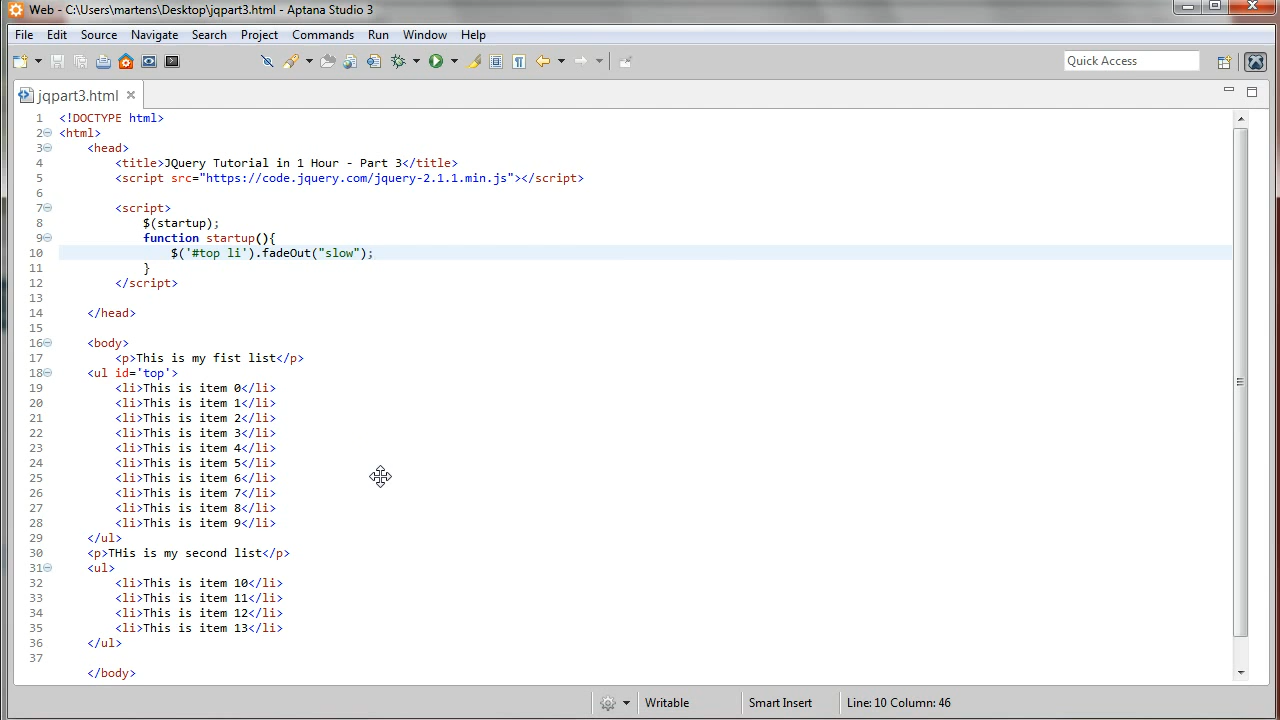 Web - C:\Users\martens\Desktop\jqpart3.html - Aptana Studio 3
File Edit Source Navigate Search Project Commands Run Window Help
Quick Access
jqpart3.html
1 <!DOCTYPE html>
2 <html>
3 <head>
4 <title>JQuery Tutorial in 1 Hour - Part 3</title>
5 <script src="https://code.jquery.com/jquery-2.1.1.min.js"></script>
6
7 <script>
8 $(startup);
9 function startup(){
10 $('#top li').fadeOut("slow");
11 }
12 </script>
13
14 </head>
15
16 <body>
17 <p>This is my fist list</p>
18 <ul id='top'>
19 <li>This is item 0</li>
20 <li>This is item 1</li>
21 <li>This is item 2</li>
22 <li>This is item 3</li>
23 <li>This is item 4</li>
24 <li>This is item 5</li>
25 <li>This is item 6</li>
26 <li>This is item 7</li>
27 <li>This is item 8</li>
28 <li>This is item 9</li>
29 </ul>
30 <p>THis is my second list</p>
31 <ul>
32 <li>This is item 10</li>
33 <li>This is item 11</li>
34 <li>This is item 12</li>
35 <li>This is item 13</li>
36 </ul>
37
</body>
Writable Smart Insert Line: 10 Column: 46